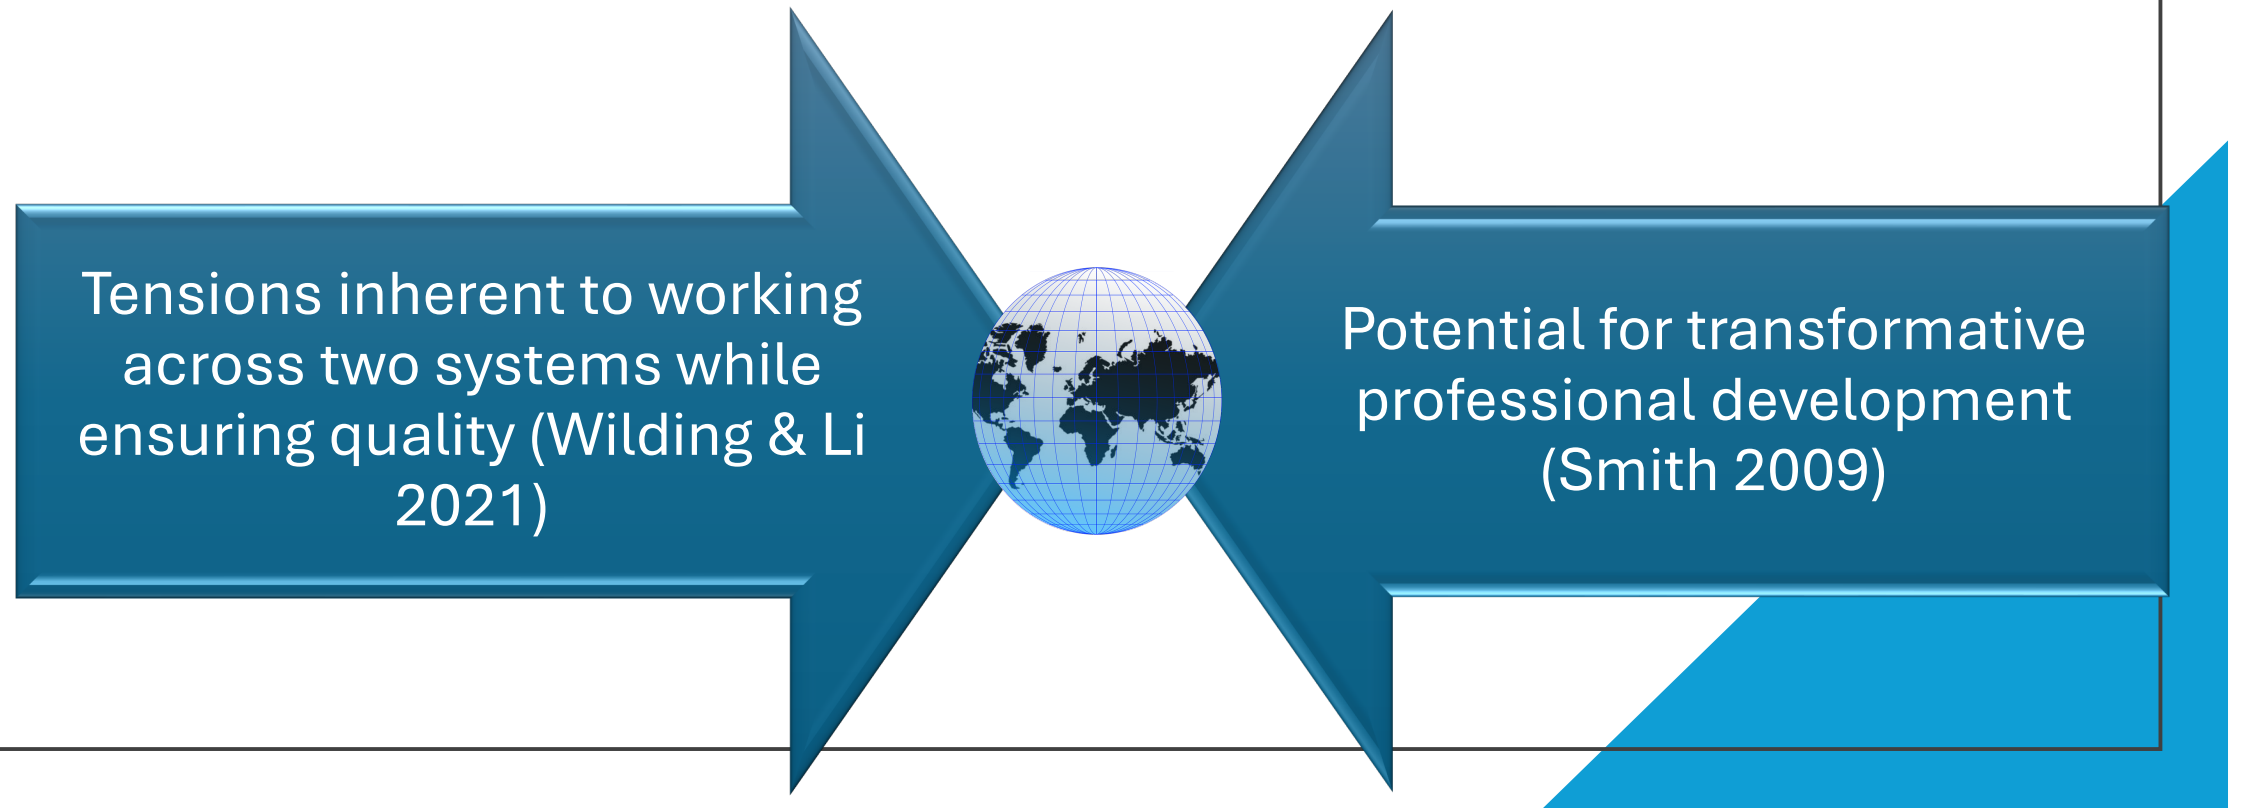 Tensions inherent to working
across two systems while
ensuring quality (Wilding & Li
2021)
Potential for transformative
professional development
(Smith 2009)